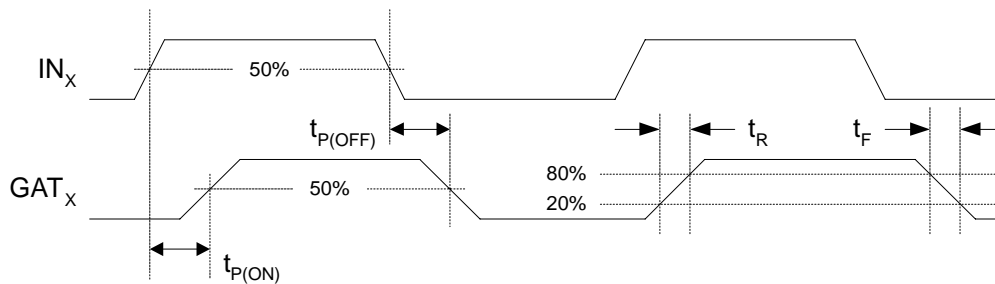 IN_X
50%
t_P(OFF)
t_R
t_F
GAT_X
50%
80%
20%
t_P(ON)